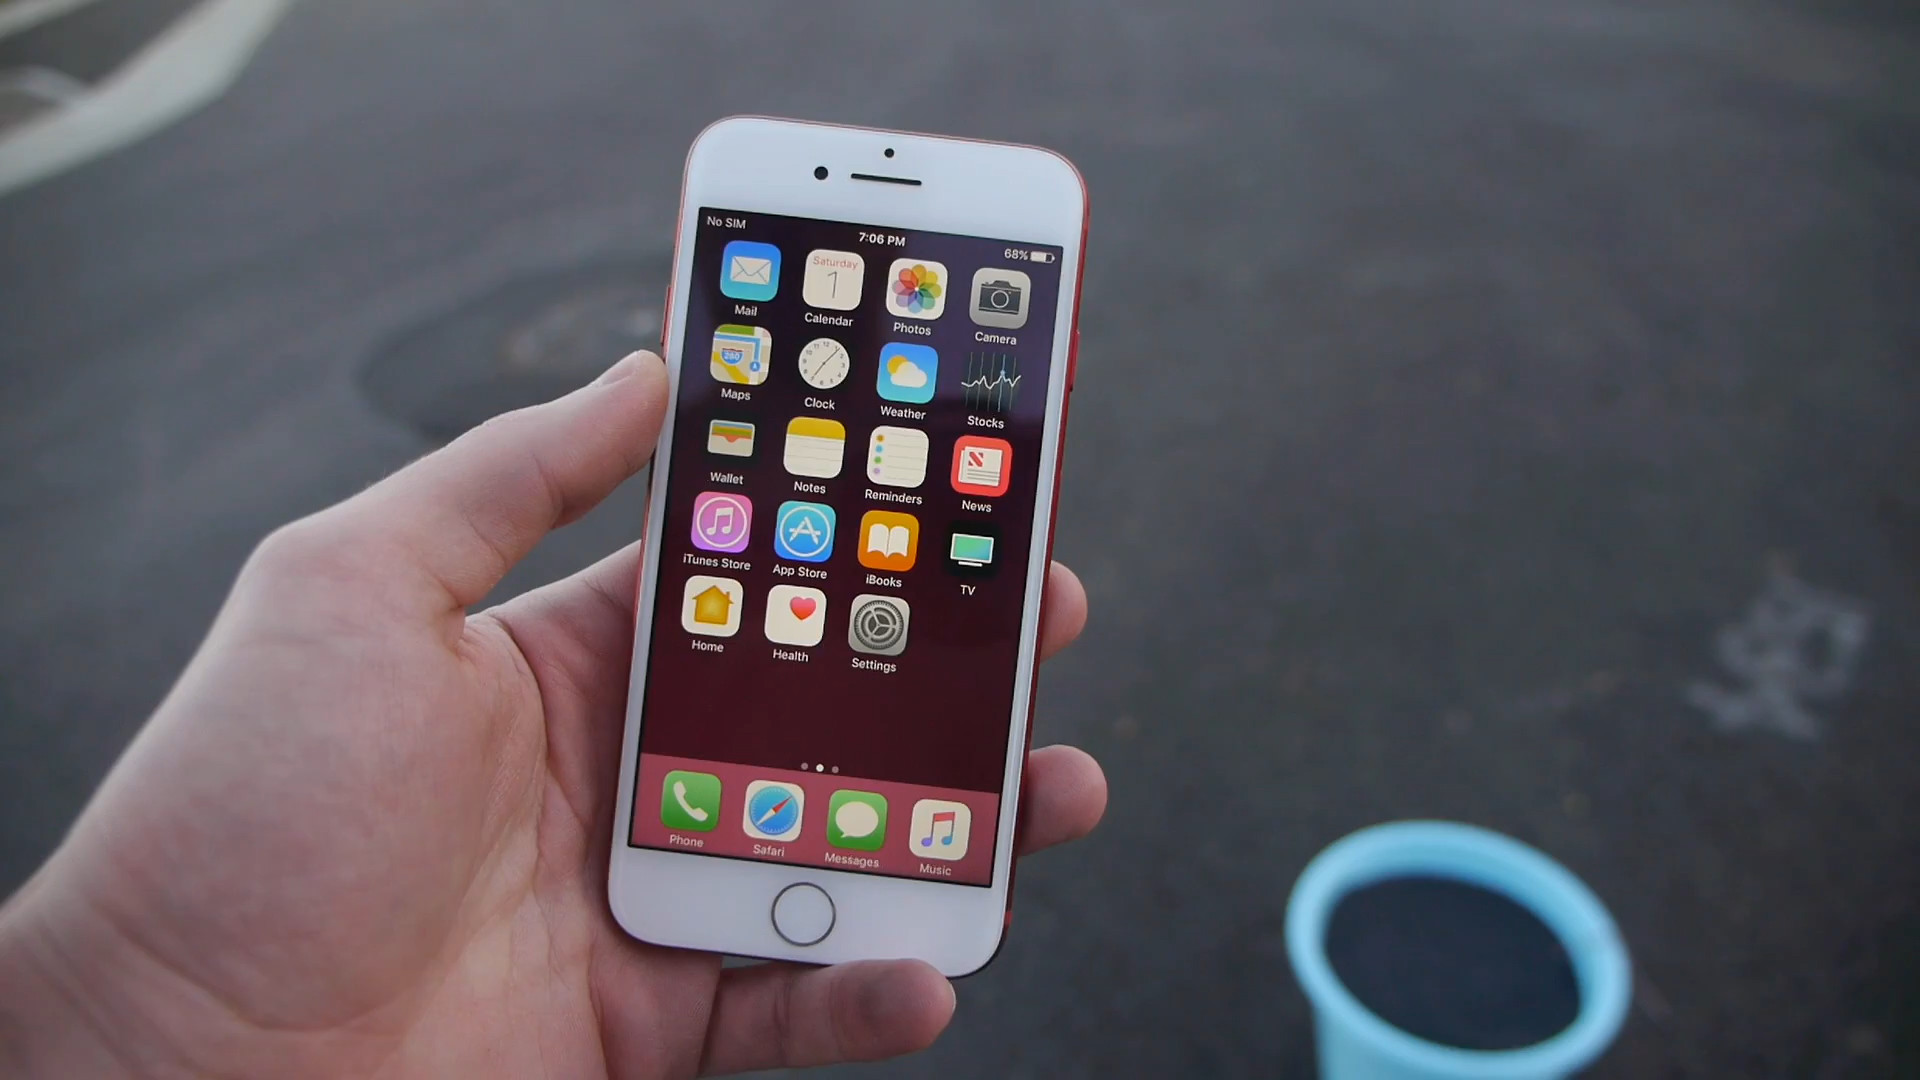 No SIM 7:06 PM 68%
Saturday
1
Mail Calendar Photos Camera
280
Maps Clock Weather Stocks
Wallet Notes Reminders News
iTunes Store App Store iBooks TV
Home Health Settings
Phone Safari Messages Music